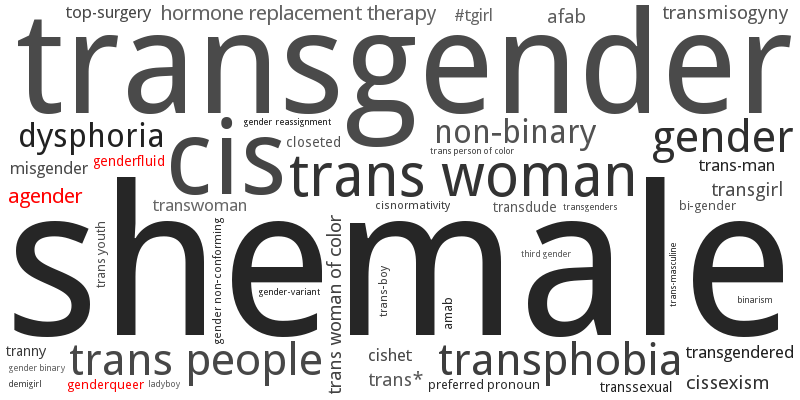 top-surgery
hormone replacement therapy
#tgirl
afab
transmisogyny
transgender
gender reassignment
dysphoria
cis
closeted
non-binary
gender
trans person of color
misgender
genderfluid
trans woman
trans-man
agender
transgirl
transwoman
cisnormativity
transdude
transgenders
bi-gender
shemale
trans youth
gender non-conforming
gender-variant
trans woman of color
trans-boy
amab
third gender
trans-masculine
binarism
tranny
trans people
cishet
transphobia
transgendered
gender binary
trans*
demigirl
genderqueer
ladyboy
preferred pronoun
transsexual
cissexism